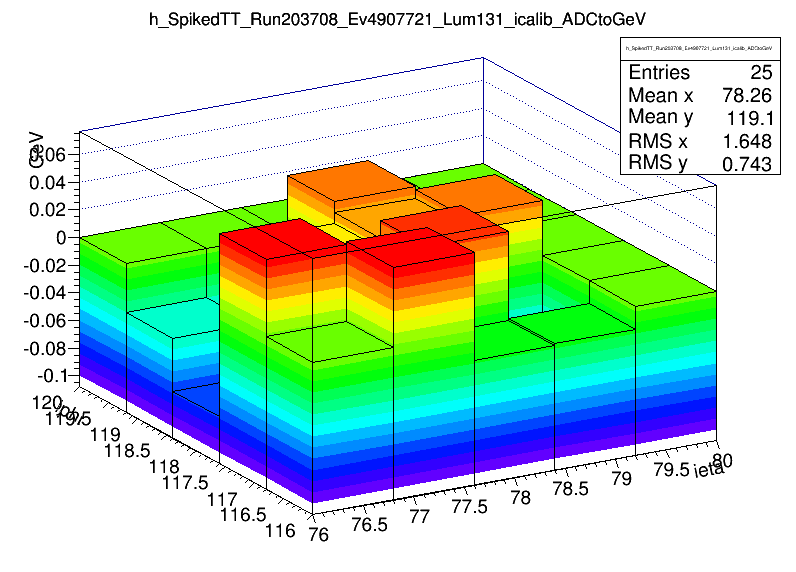 h_SpikedTT_Run203708_Ev4907721_Lum131_icalib_ADCtoGeV
h_SpikedTT_Run203708_Ev4907721_Lum131_icalib_ADCtoGeV
Entries 25
Mean x 78.26
Mean y 119.1
RMS x 1.648
RMS y 0.743
GeV
0.06
0.04
0.02
0
-0.02
-0.04
-0.06
-0.08
-0.1
120
119.5
119
118.5
118
117.5
117
116.5
116
iphi
76
76.5
77
77.5
78
78.5
79
79.5
80
ieta